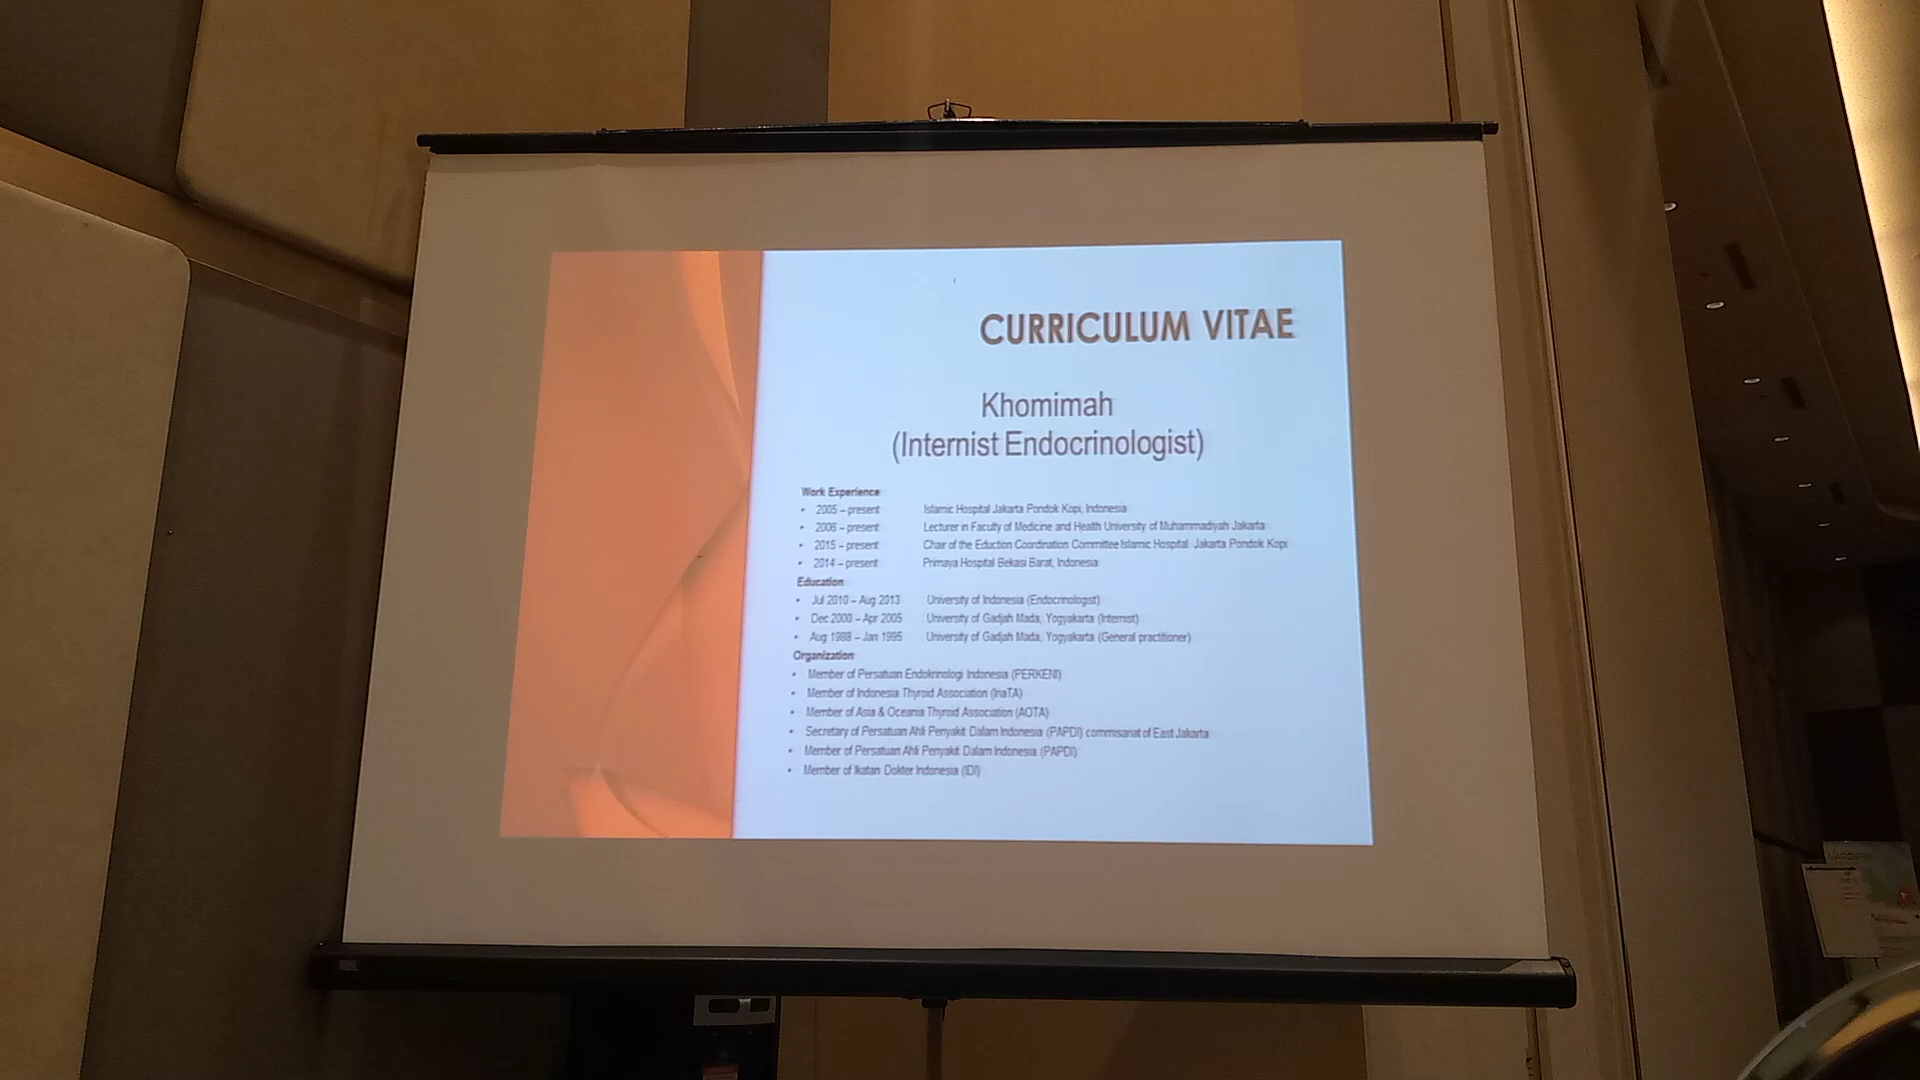 CURRICULUM VITAE
Khomimah
(Internist Endocrinologist)
Work Experience
• 2005 – present Islamic Hospital Jakarta Pondok Kopi, Indonesia
• 2006 – present Lecturer in Faculty of Medicine and Health University of Muhammadiyah Jakarta
• 2015 – present Chair of the Eduction Coordination Committee Islamic Hospital Jakarta Pondok Kopi
• 2014 – present Primaya Hospital Bekasi Barat, Indonesia
Education
• Jul 2010 – Aug 2013 University of Indonesia (Endocrinologist)
• Dec 2000 – Apr 2005 University of Gadjah Mada, Yogyakarta (Internist)
• Aug 1988 – Jan 1995 University of Gadjah Mada, Yogyakarta (General practitioner)
Organization
• Member of Persatuan Endokrinologi Indonesia (PERKENI)
• Member of Indonesia Thyroid Association (InaTA)
• Member of Asia & Oceania Thyroid Association (AOTA)
• Secretary of Persatuan Ahli Penyakit Dalam Indonesia (PAPDI) commisariat of East Jakarta
• Member of Persatuan Ahli Penyakit Dalam Indonesia (PAPDI)
• Member of Ikatan Dokter Indonesia (IDI)